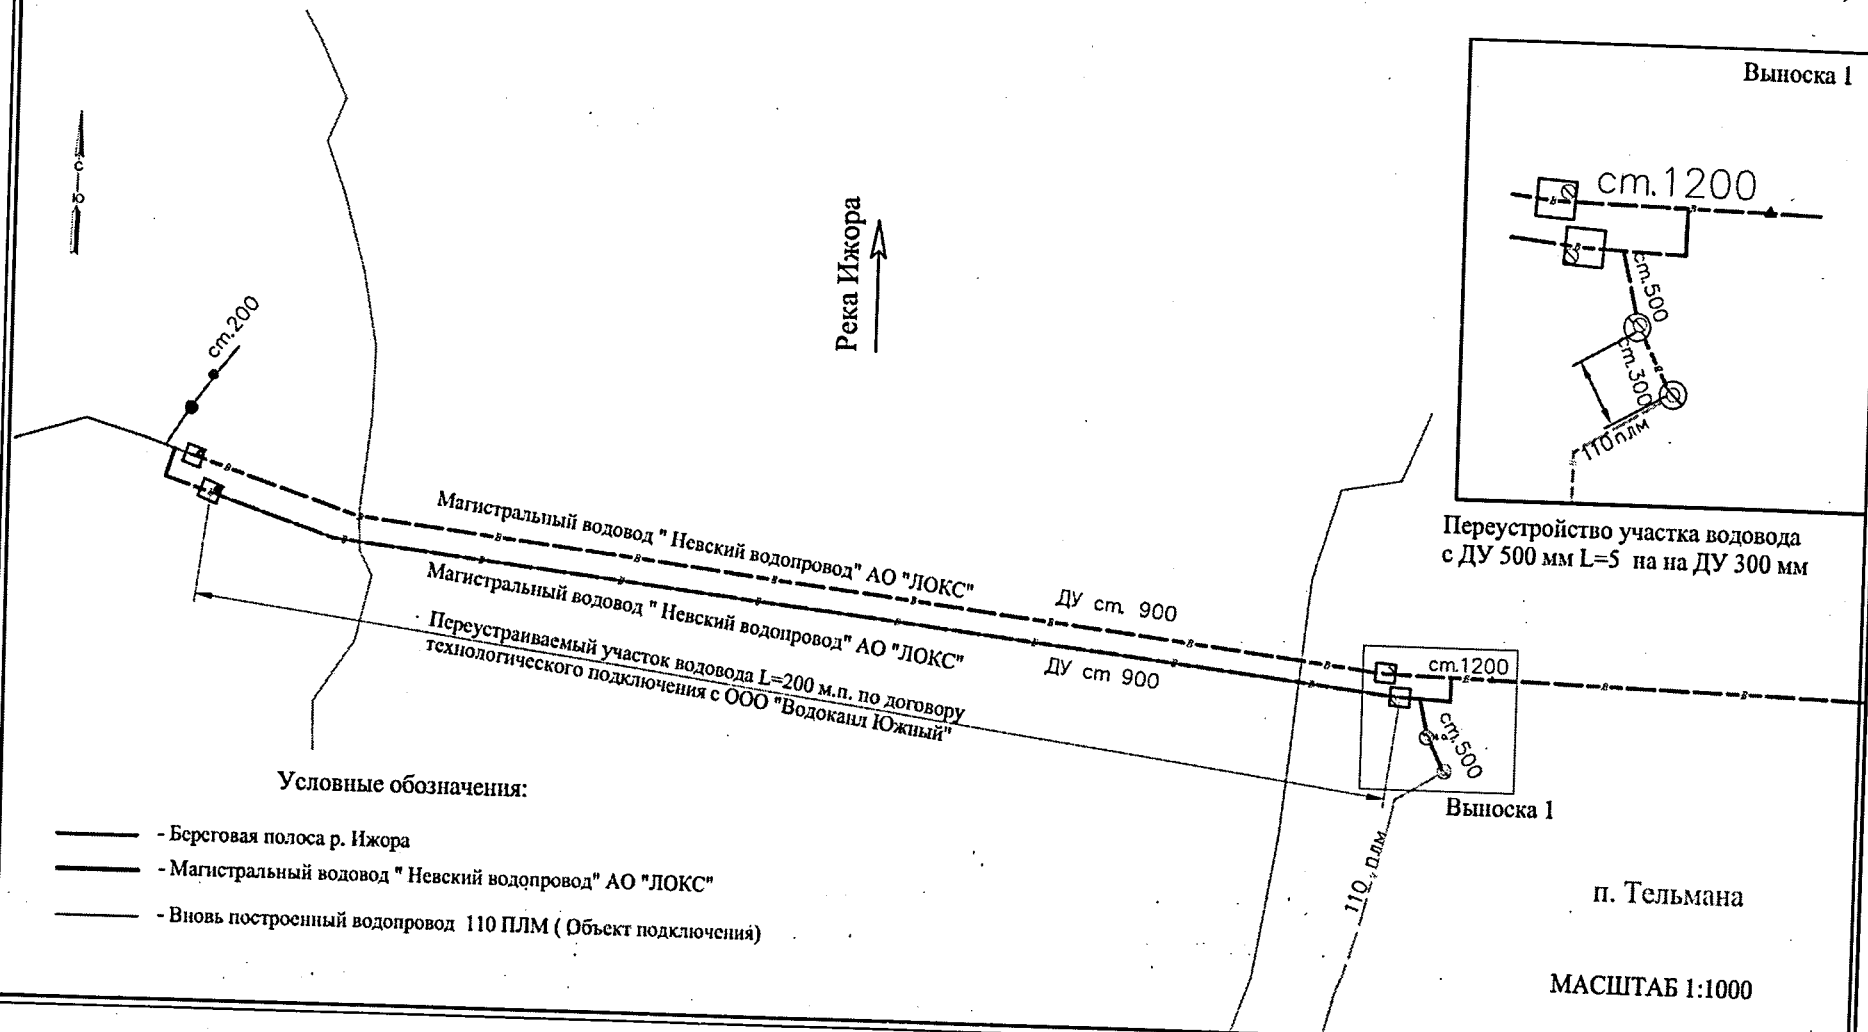 Выноска 1
ст.1200
ст.500
ст.300
110 плм
Переустройство участка водовода
с ДУ 500 мм L=5 на на ДУ 300 мм
С
Ю
Река Ижора
ст.200
Магистральный водовод " Невский водопровод" АО "ЛОКС"
ДУ ст. 900
Магистральный водовод " Невский водопровод" АО "ЛОКС"
ДУ ст 900
Переустраиваемый участок водовода L=200 м.п. по договору
технологического подключения с ООО "Водоканл Южный"
ст.1200
ст.500
Выноска 1
110 плм
Условные обозначения:
- Береговая полоса р. Ижора
- Магистральный водовод " Невский водопровод" АО "ЛОКС"
- Вновь построенный водопровод 110 ПЛМ ( Объект подключения)
п. Тельмана
МАСШТАБ 1:1000